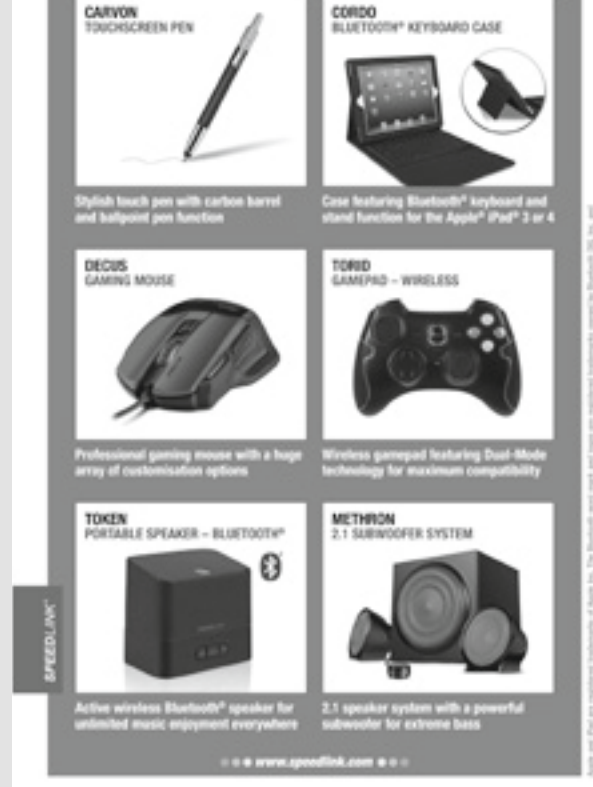 CARVON
TOUCHSCREEN PEN
Stylish touch pen with carbon barrel
and ballpoint pen function
CORDO
BLUETOOTH® KEYBOARD CASE
Case featuring Bluetooth® keyboard and
stand function for the Apple® iPad® 3 or 4
DECUS
GAMING MOUSE
Professional gaming mouse with a huge
array of customisation options
TORID
GAMEPAD – WIRELESS
Wireless gamepad featuring Dual-Mode
technology for maximum compatibility
TOKEN
PORTABLE SPEAKER – BLUETOOTH®
Active wireless Bluetooth® speaker for
unlimited music enjoyment everywhere
METHRON
2.1 SUBWOOFER SYSTEM
2.1 speaker system with a powerful
subwoofer for extreme bass
SPEEDLINK®
www.speedlink.com